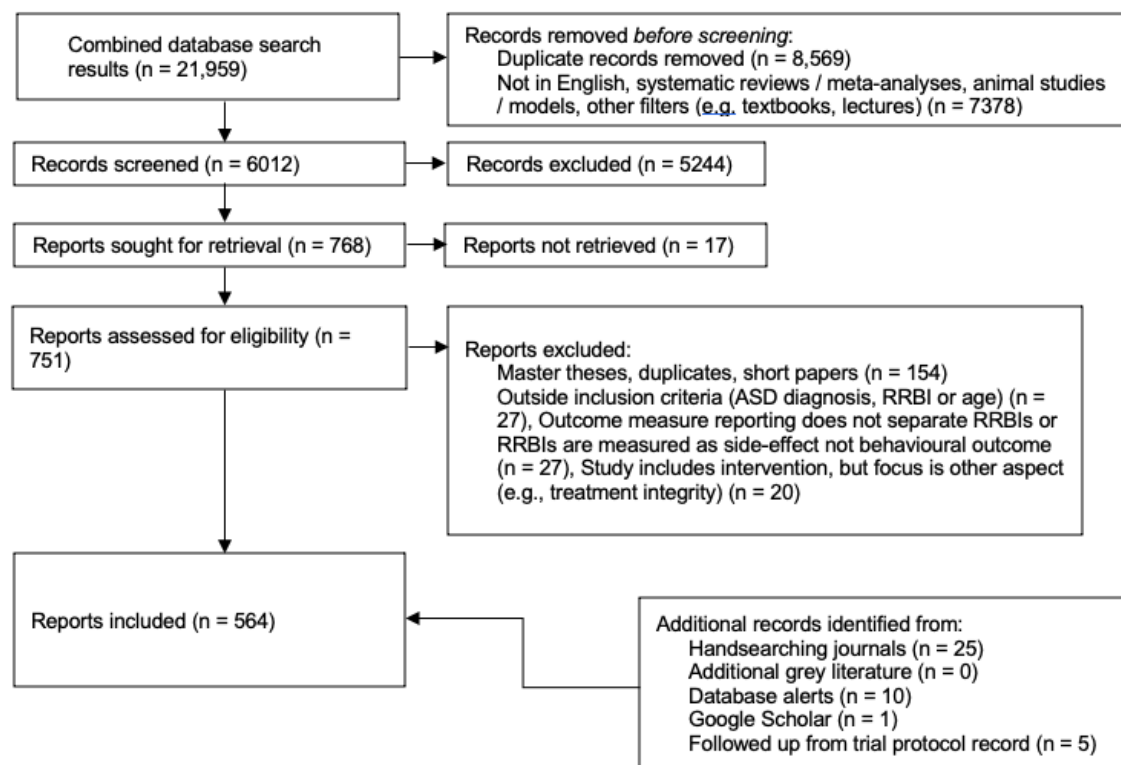 Combined database search
results (n = 21,959)
Records removed before screening:
Duplicate records removed (n = 8,569)
Not in English, systematic reviews / meta-analyses, animal studies
/ models, other filters (e.g. textbooks, lectures) (n = 7378)
Records screened (n = 6012)
Records excluded (n = 5244)
Reports sought for retrieval (n = 768)
Reports not retrieved (n = 17)
Reports assessed for eligibility (n =
751)
Reports excluded:
Master theses, duplicates, short papers (n = 154)
Outside inclusion criteria (ASD diagnosis, RRBI or age) (n =
27), Outcome measure reporting does not separate RRBIs or
RRBIs are measured as side-effect not behavioural outcome
(n = 27), Study includes intervention, but focus is other aspect
(e.g., treatment integrity) (n = 20)
Reports included (n = 564)
Additional records identified from:
Handsearching journals (n = 25)
Additional grey literature (n = 0)
Database alerts (n = 10)
Google Scholar (n = 1)
Followed up from trial protocol record (n = 5)